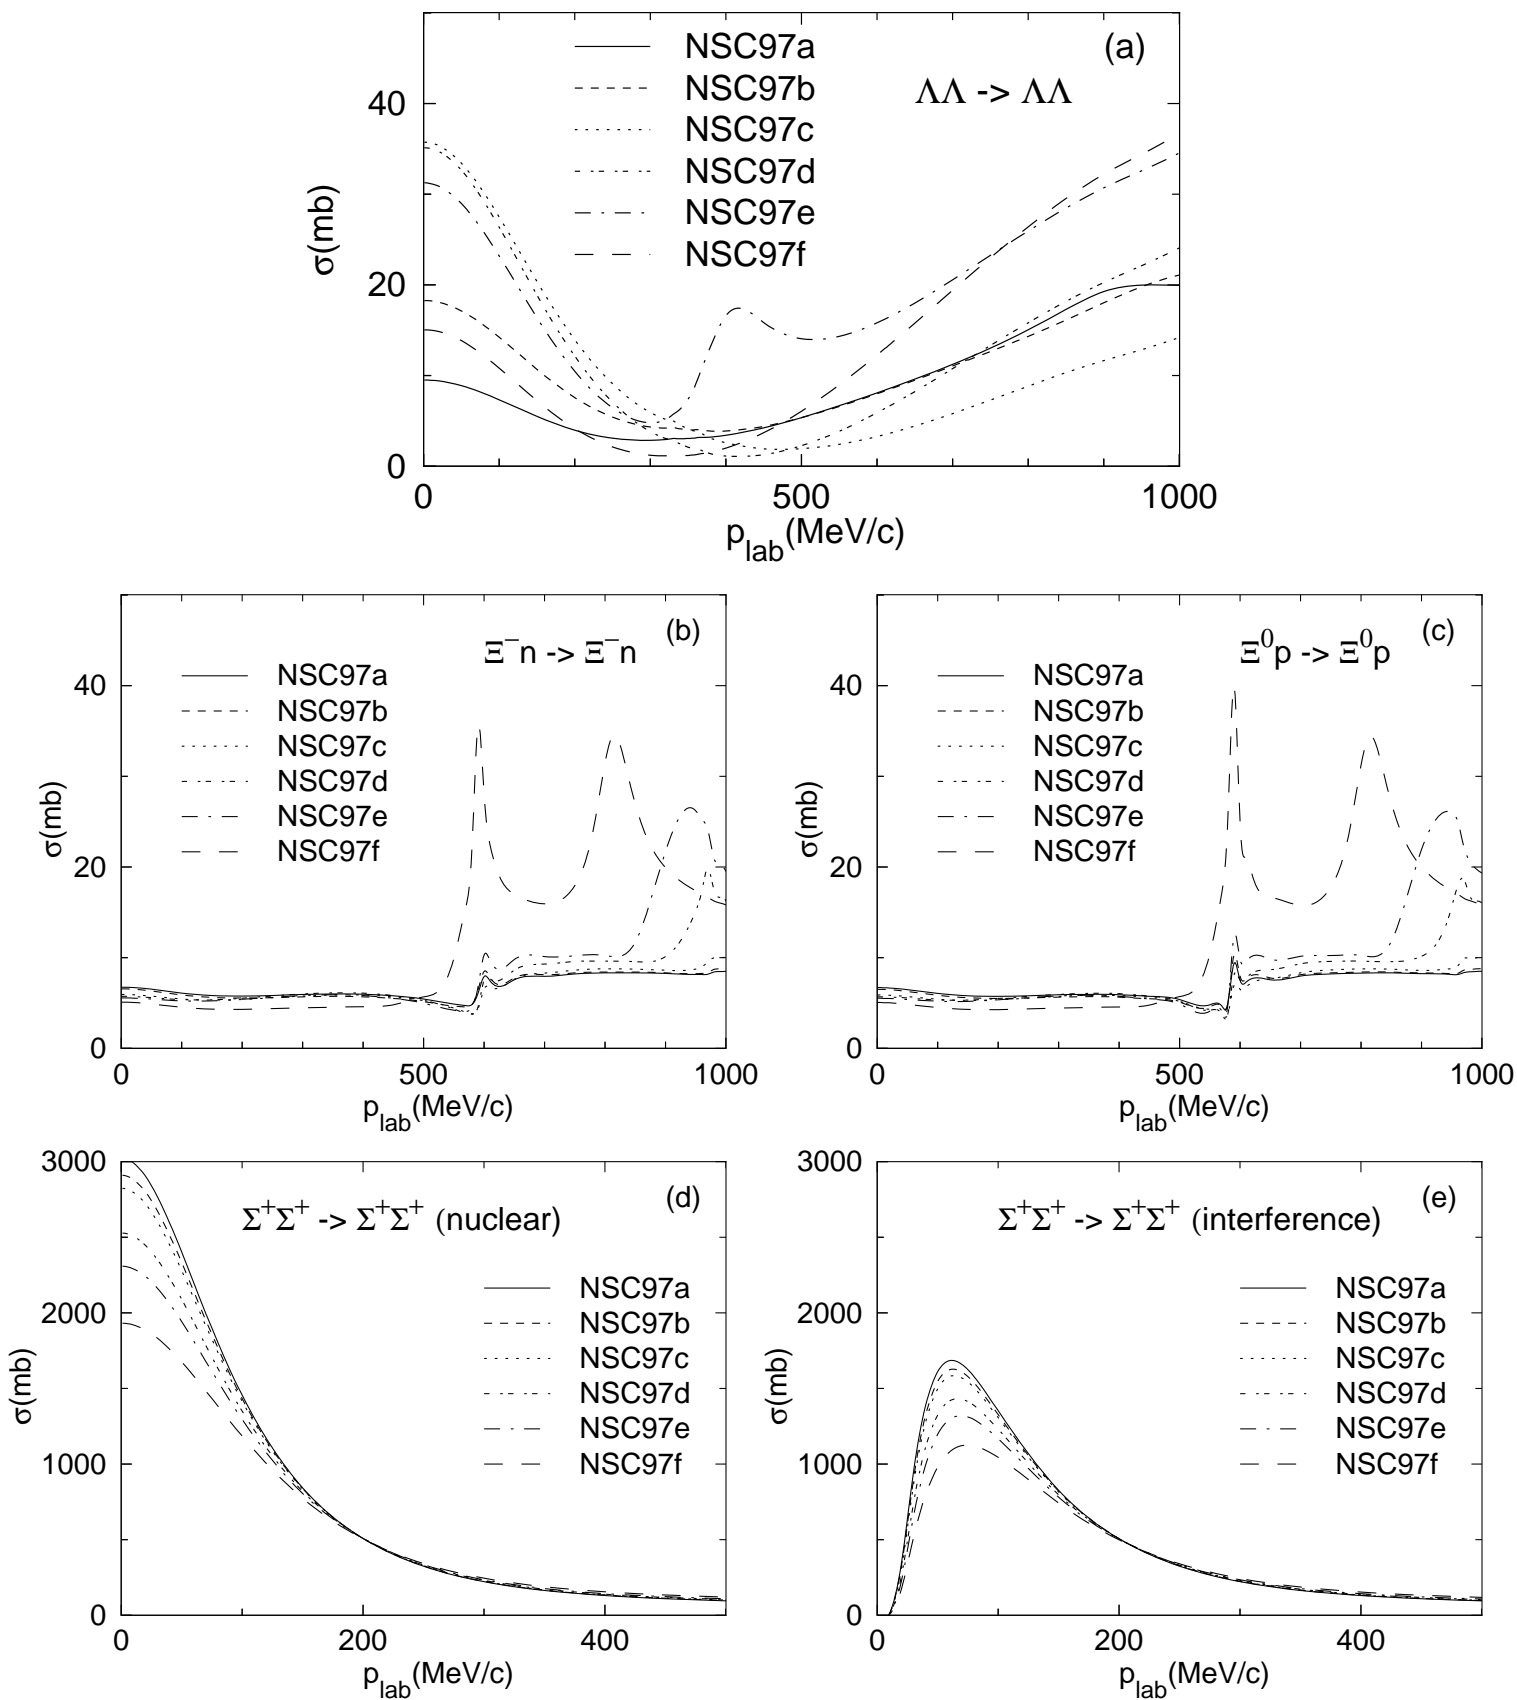 NSC97a
(a)
NSC97b
ΛΛ -> ΛΛ
NSC97c
NSC97d
NSC97e
NSC97f
σ(mb)
40
20
0
0 500 1000
p_lab(MeV/c)
(b)
Ξ⁻n -> Ξ⁻n
NSC97a
NSC97b
NSC97c
NSC97d
NSC97e
NSC97f
σ(mb)
40
20
0
0 500 1000
p_lab(MeV/c)
(c)
Ξ⁰p -> Ξ⁰p
NSC97a
NSC97b
NSC97c
NSC97d
NSC97e
NSC97f
σ(mb)
40
20
0
0 500 1000
p_lab(MeV/c)
(d)
Σ⁺Σ⁺ -> Σ⁺Σ⁺ (nuclear)
NSC97a
NSC97b
NSC97c
NSC97d
NSC97e
NSC97f
σ(mb)
3000
2000
1000
0
0 200 400
p_lab(MeV/c)
(e)
Σ⁺Σ⁺ -> Σ⁺Σ⁺ (interference)
NSC97a
NSC97b
NSC97c
NSC97d
NSC97e
NSC97f
σ(mb)
3000
2000
1000
0
0 200 400
p_lab(MeV/c)